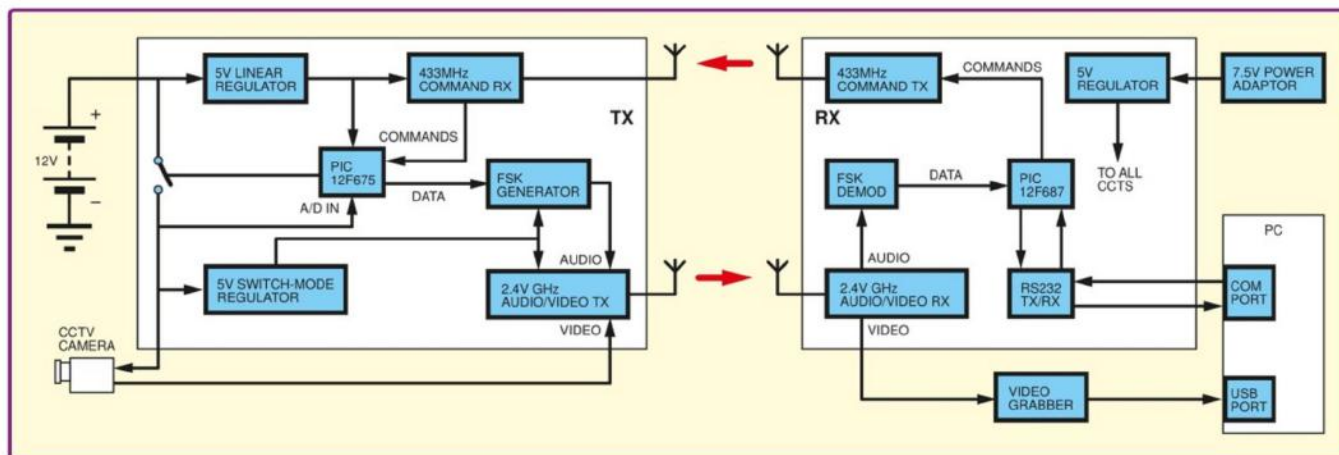 5V LINEAR
REGULATOR
433MHz
COMMAND RX
TX
COMMANDS
+
12V
–
PIC
12F675
DATA
FSK
GENERATOR
A/D IN
AUDIO
5V SWITCH-MODE
REGULATOR
2.4V GHz
AUDIO/VIDEO TX
VIDEO
CCTV
CAMERA
433MHz
COMMAND TX
RX
COMMANDS
5V
REGULATOR
7.5V POWER
ADAPTOR
TO ALL
CCTS
FSK
DEMOD
DATA
PIC
12F687
AUDIO
2.4V GHz
AUDIO/VIDEO RX
VIDEO
RS232
TX/RX
PC
COM
PORT
VIDEO
GRABBER
USB
PORT